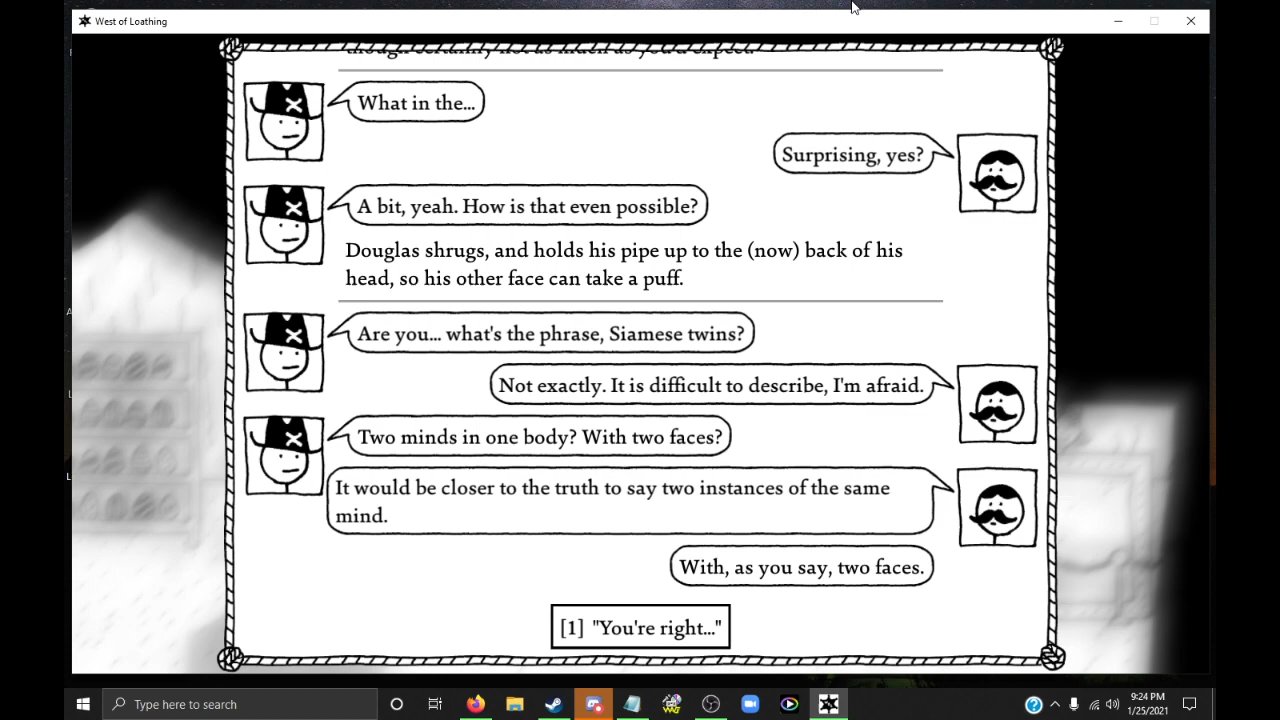 West of Loathing
What in the...
Surprising, yes?
A bit, yeah. How is that even possible?
Douglas shrugs, and holds his pipe up to the (now) back of his
head, so his other face can take a puff.
Are you... what's the phrase, Siamese twins?
Not exactly. It is difficult to describe, I'm afraid.
Two minds in one body? With two faces?
It would be closer to the truth to say two instances of the same
mind.
With, as you say, two faces.
[1] "You're right..."
Type here to search
9:24 PM
1/25/2021